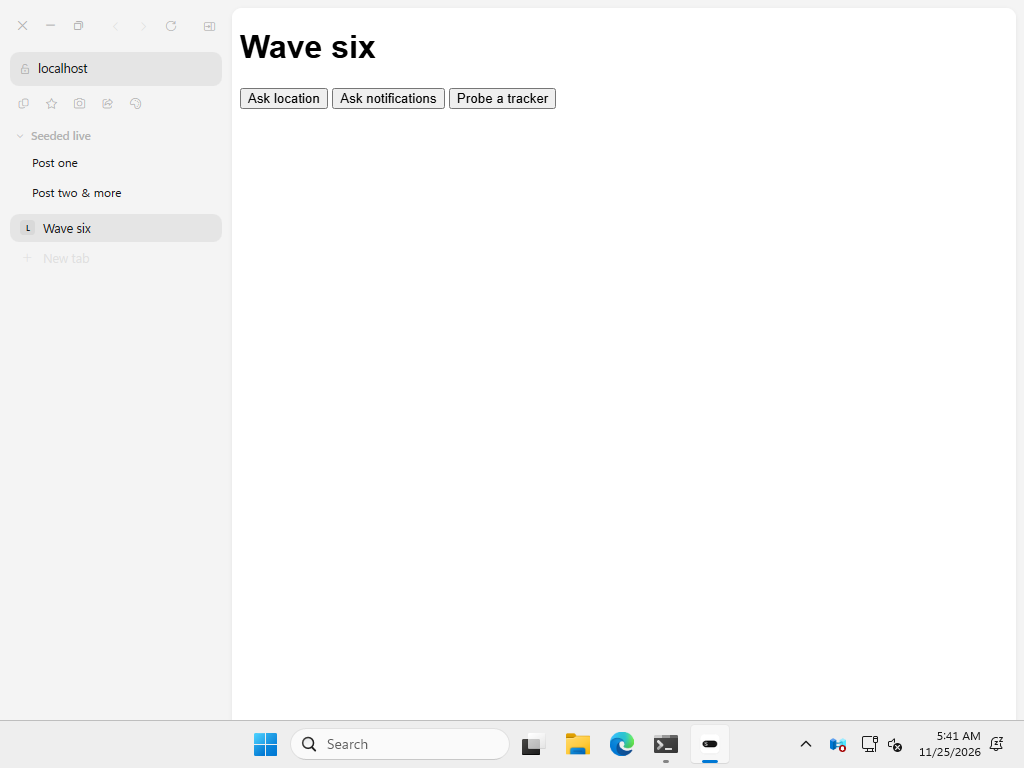 localhost
Seeded live
Post one
Post two & more
L Wave six
New tab
Wave six
Ask location Ask notifications Probe a tracker
Search
5:41 AM
11/25/2026